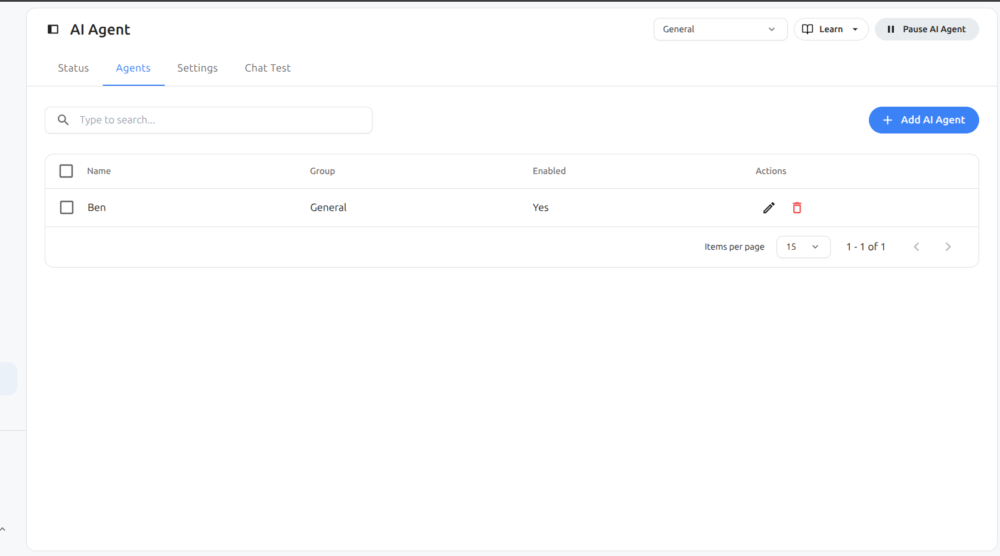 AI Agent
General
Learn
Pause AI Agent
Status Agents Settings Chat Test
Type to search...
Add AI Agent
Name Group Enabled Actions
Ben General Yes
Items per page 15 1 - 1 of 1